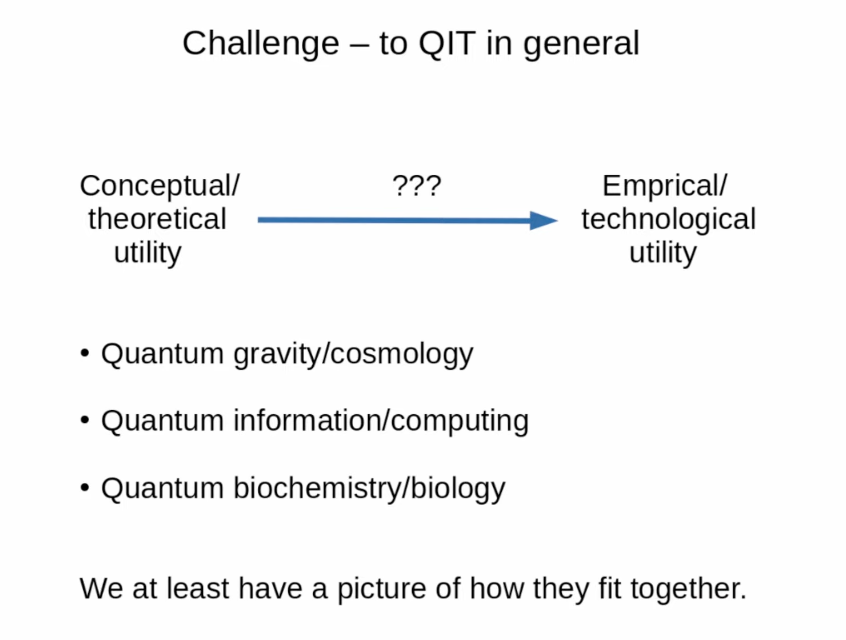 Challenge – to QIT in general
Conceptual/
theoretical
utility
???
Emprical/
technological
utility
• Quantum gravity/cosmology
• Quantum information/computing
• Quantum biochemistry/biology
We at least have a picture of how they fit together.